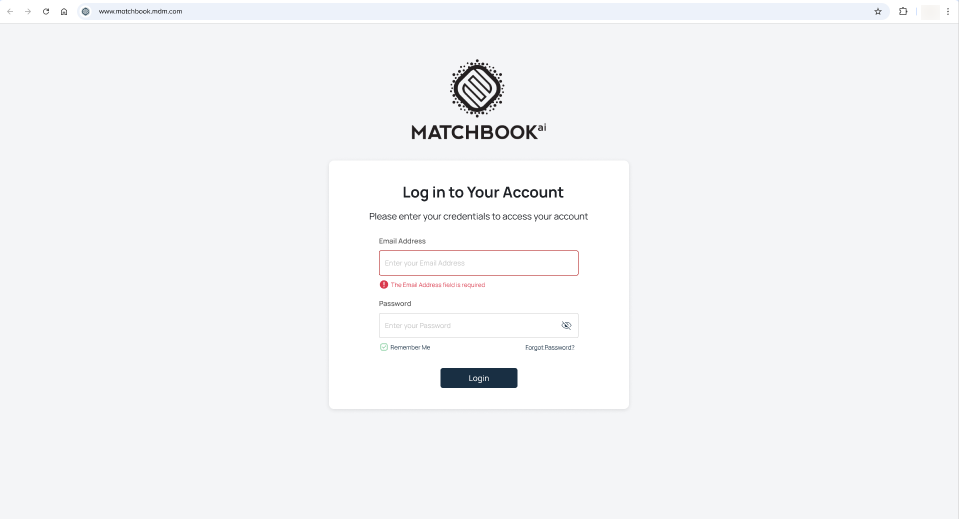 www.matchbook.mdm.com
MATCHBOOKai
Log in to Your Account
Please enter your credentials to access your account
Email Address
Enter your Email Address
The Email Address field is required
Password
Enter your Password
Remember Me
Forgot Password?
Login